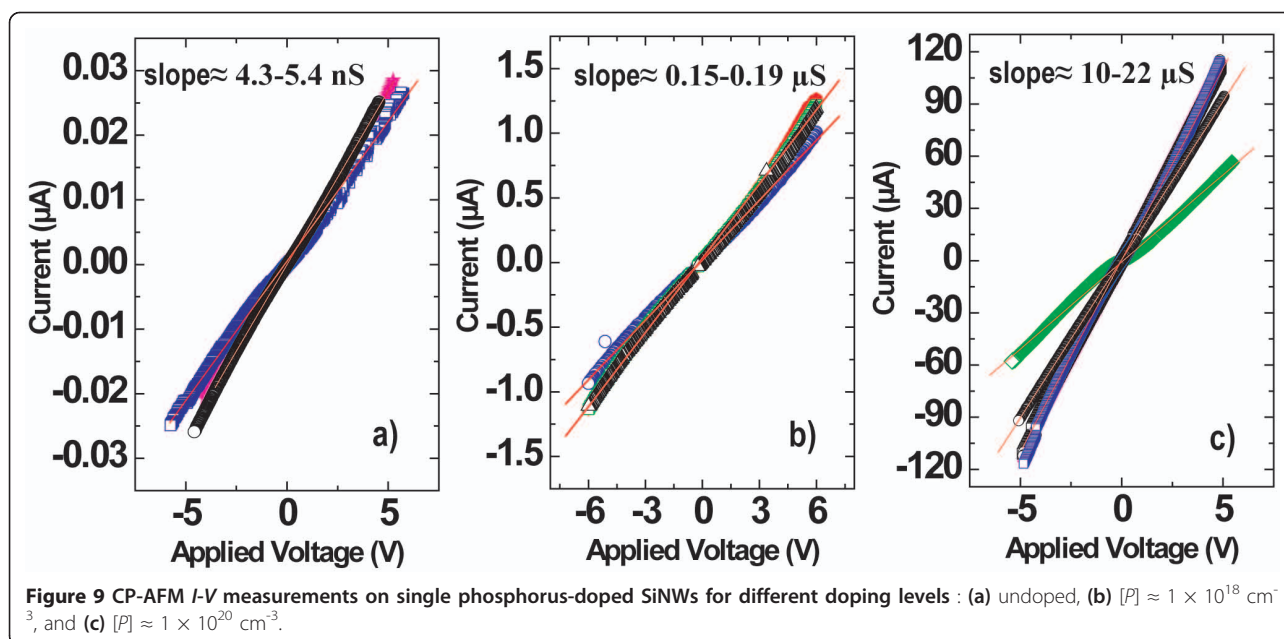 slope≈ 4.3-5.4 nS
0.03
0.02
0.01
0.00
-0.01
-0.02
-0.03
Current (µA)
a)
-5 0 5
Applied Voltage (V)
slope≈ 0.15-0.19 µS
1.5
1.0
0.5
0.0
-0.5
-1.0
-1.5
Current (µA)
b)
-6 -3 0 3 6
Applied Voltage (V)
slope≈ 10-22 µS
120
90
60
30
0
-30
-60
-90
-120
Current (µA)
c)
-5 0 5
Applied Voltage (V)
Figure 9 CP-AFM I-V measurements on single phosphorus-doped SiNWs for different doping levels : (a) undoped, (b) [P] ≈ 1 × 10¹⁸ cm⁻
³, and (c) [P] ≈ 1 × 10²⁰ cm⁻³.